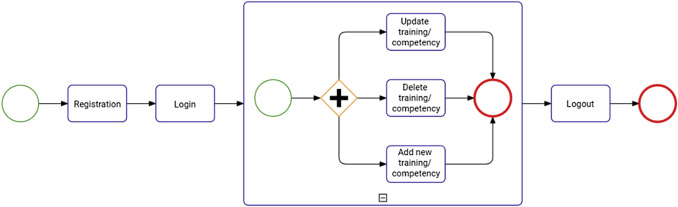 Registration
Login
Update
training/
competency
Delete
training/
competency
Add new
training/
competency
Logout